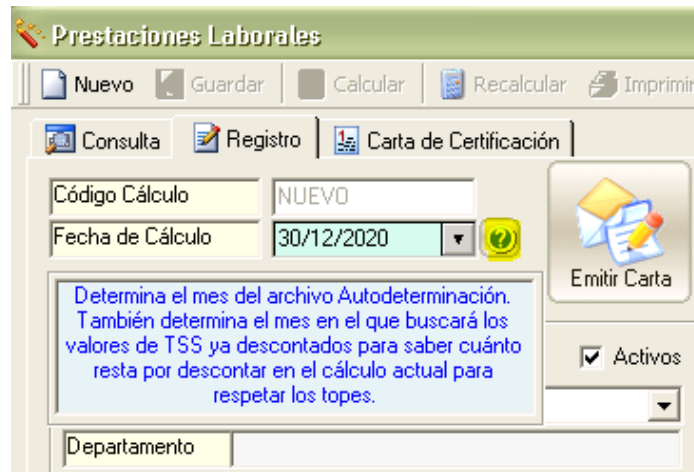 Prestaciones Laborales
Nuevo Guardar Calcular Recalcular Imprimir
Consulta Registro Carta de Certificación
Código Cálculo NUEVO
Fecha de Cálculo 30/12/2020
Emitir Carta
Determina el mes del archivo Autodeterminación.
También determina el mes en el que buscará los
valores de TSS ya descontados para saber cuánto
resta por descontar en el cálculo actual para
respetar los topes.
Activos
Departamento